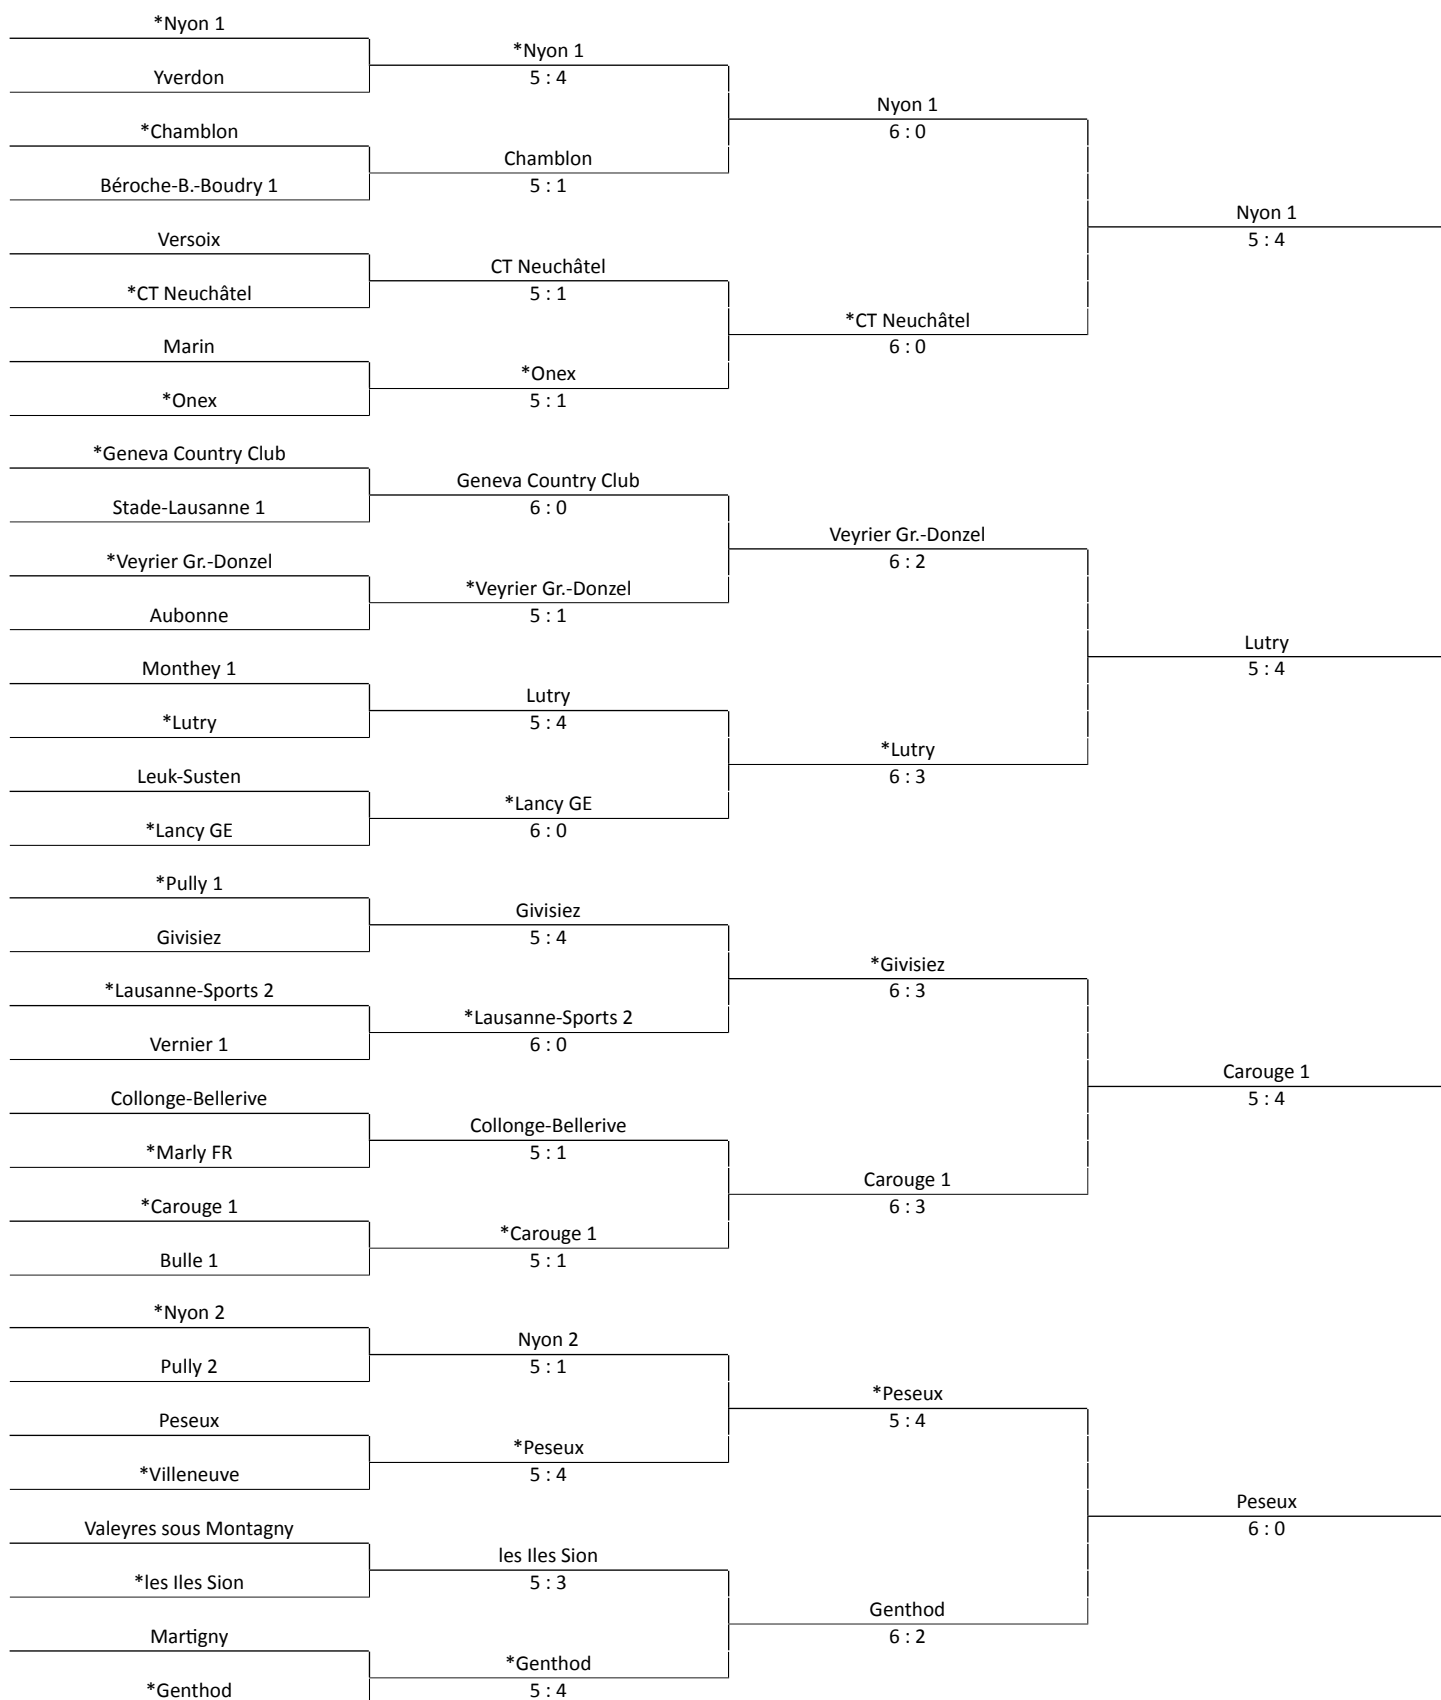 *Nyon 1
*Nyon 1
Yverdon
5 : 4
Nyon 1
*Chamblon
6 : 0
Chamblon
Béroche-B.-Boudry 1
5 : 1
Nyon 1
Versoix
5 : 4
CT Neuchâtel
*CT Neuchâtel
5 : 1
*CT Neuchâtel
Marin
6 : 0
*Onex
*Onex
5 : 1
*Geneva Country Club
Geneva Country Club
Stade-Lausanne 1
6 : 0
Veyrier Gr.-Donzel
*Veyrier Gr.-Donzel
6 : 2
*Veyrier Gr.-Donzel
Aubonne
5 : 1
Lutry
Monthey 1
5 : 4
Lutry
*Lutry
5 : 4
*Lutry
Leuk-Susten
6 : 3
*Lancy GE
*Lancy GE
6 : 0
*Pully 1
Givisiez
Givisiez
5 : 4
*Givisiez
*Lausanne-Sports 2
6 : 3
*Lausanne-Sports 2
Vernier 1
6 : 0
Carouge 1
Collonge-Bellerive
5 : 4
Collonge-Bellerive
*Marly FR
5 : 1
Carouge 1
*Carouge 1
6 : 3
*Carouge 1
Bulle 1
5 : 1
*Nyon 2
Nyon 2
Pully 2
5 : 1
*Peseux
Peseux
5 : 4
*Peseux
*Villeneuve
5 : 4
Peseux
Valeyres sous Montagny
6 : 0
les Iles Sion
*les Iles Sion
5 : 3
Genthod
Martigny
6 : 2
*Genthod
*Genthod
5 : 4